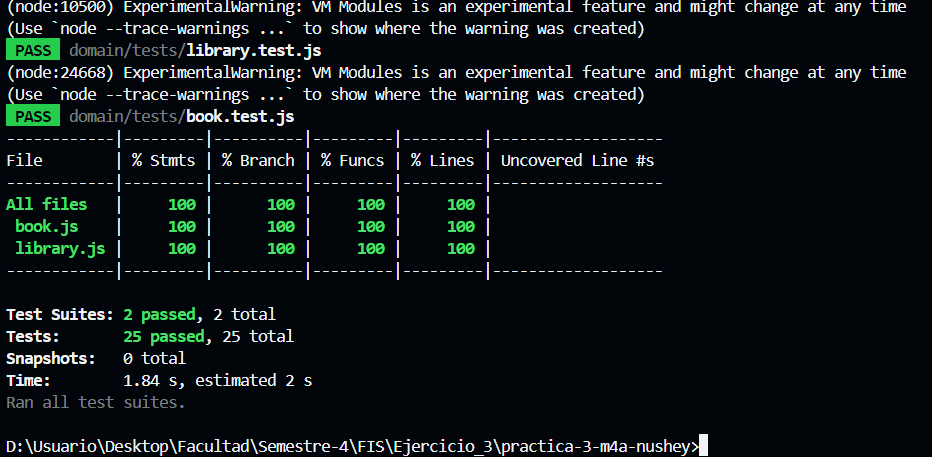 (node:10500) ExperimentalWarning: VM Modules is an experimental feature and might change at any time
(Use `node --trace-warnings ...` to show where the warning was created)
PASS domain/tests/library.test.js
(node:24668) ExperimentalWarning: VM Modules is an experimental feature and might change at any time
(Use `node --trace-warnings ...` to show where the warning was created)
PASS domain/tests/book.test.js
------------|---------|----------|---------|---------|-------------------
File        | % Stmts | % Branch | % Funcs | % Lines | Uncovered Line #s
------------|---------|----------|---------|---------|-------------------
All files   |     100 |      100 |     100 |     100 |
 book.js    |     100 |      100 |     100 |     100 |
 library.js |     100 |      100 |     100 |     100 |
------------|---------|----------|---------|---------|-------------------
Test Suites: 2 passed, 2 total
Tests:       25 passed, 25 total
Snapshots:   0 total
Time:        1.84 s, estimated 2 s
Ran all test suites.
D:\Usuario\Desktop\Facultad\Semestre-4\FIS\Ejercicio_3\practica-3-m4a-nushey>